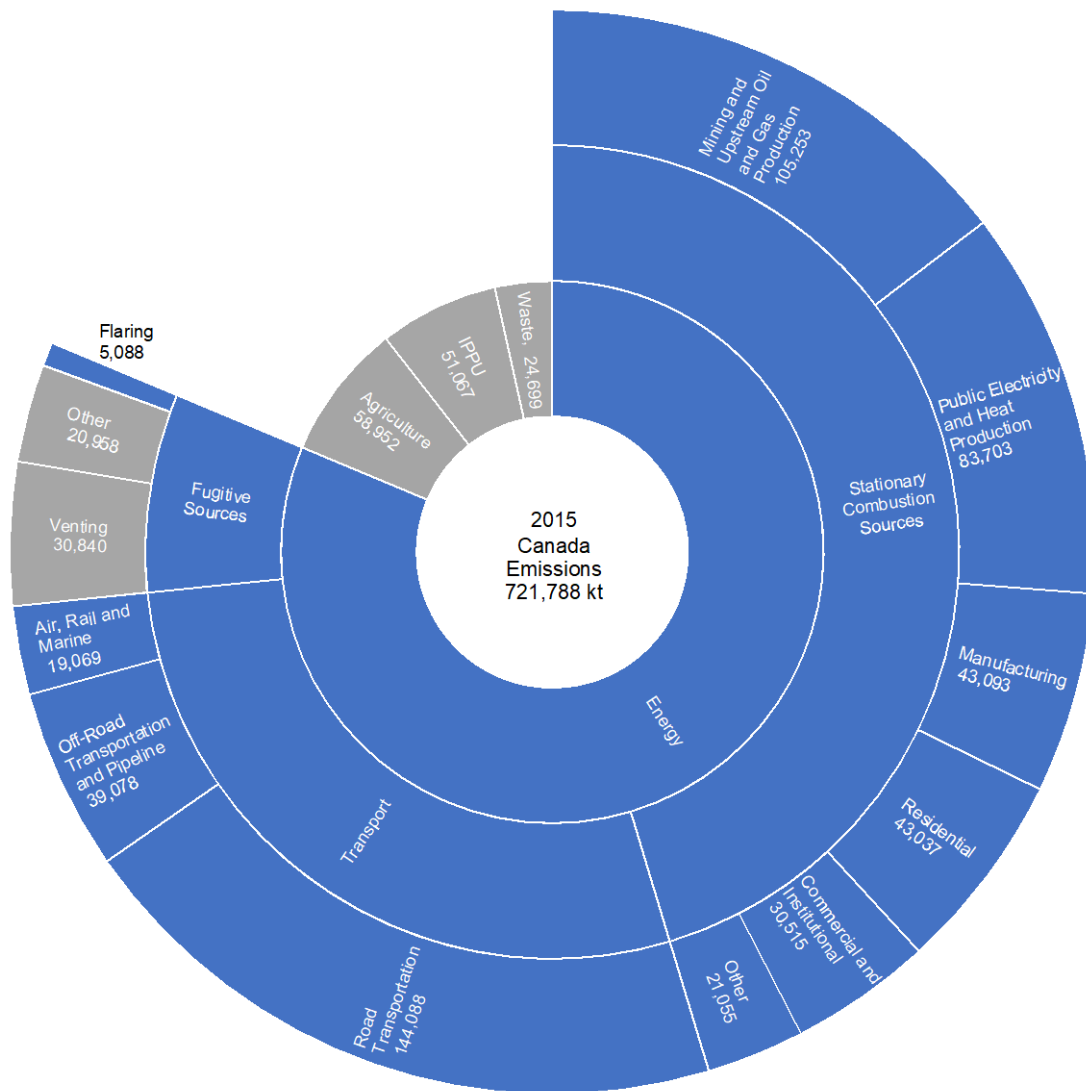 2015
Canada
Emissions
721,788 kt
Energy
Agriculture
58,952
IPPU
51,067
Waste, 24,699
Stationary
Combustion
Sources
Transport
Fugitive
Sources
Mining and
Upstream Oil
and Gas
Production
105,253
Public Electricity
and Heat
Production
83,703
Manufacturing
43,093
Residential
43,037
Commercial and
Institutional
30,515
Other
21,055
Road
Transportation
144,088
Off-Road
Transportation
and Pipeline
39,078
Air, Rail and
Marine
19,069
Venting
30,840
Other
20,958
Flaring
5,088